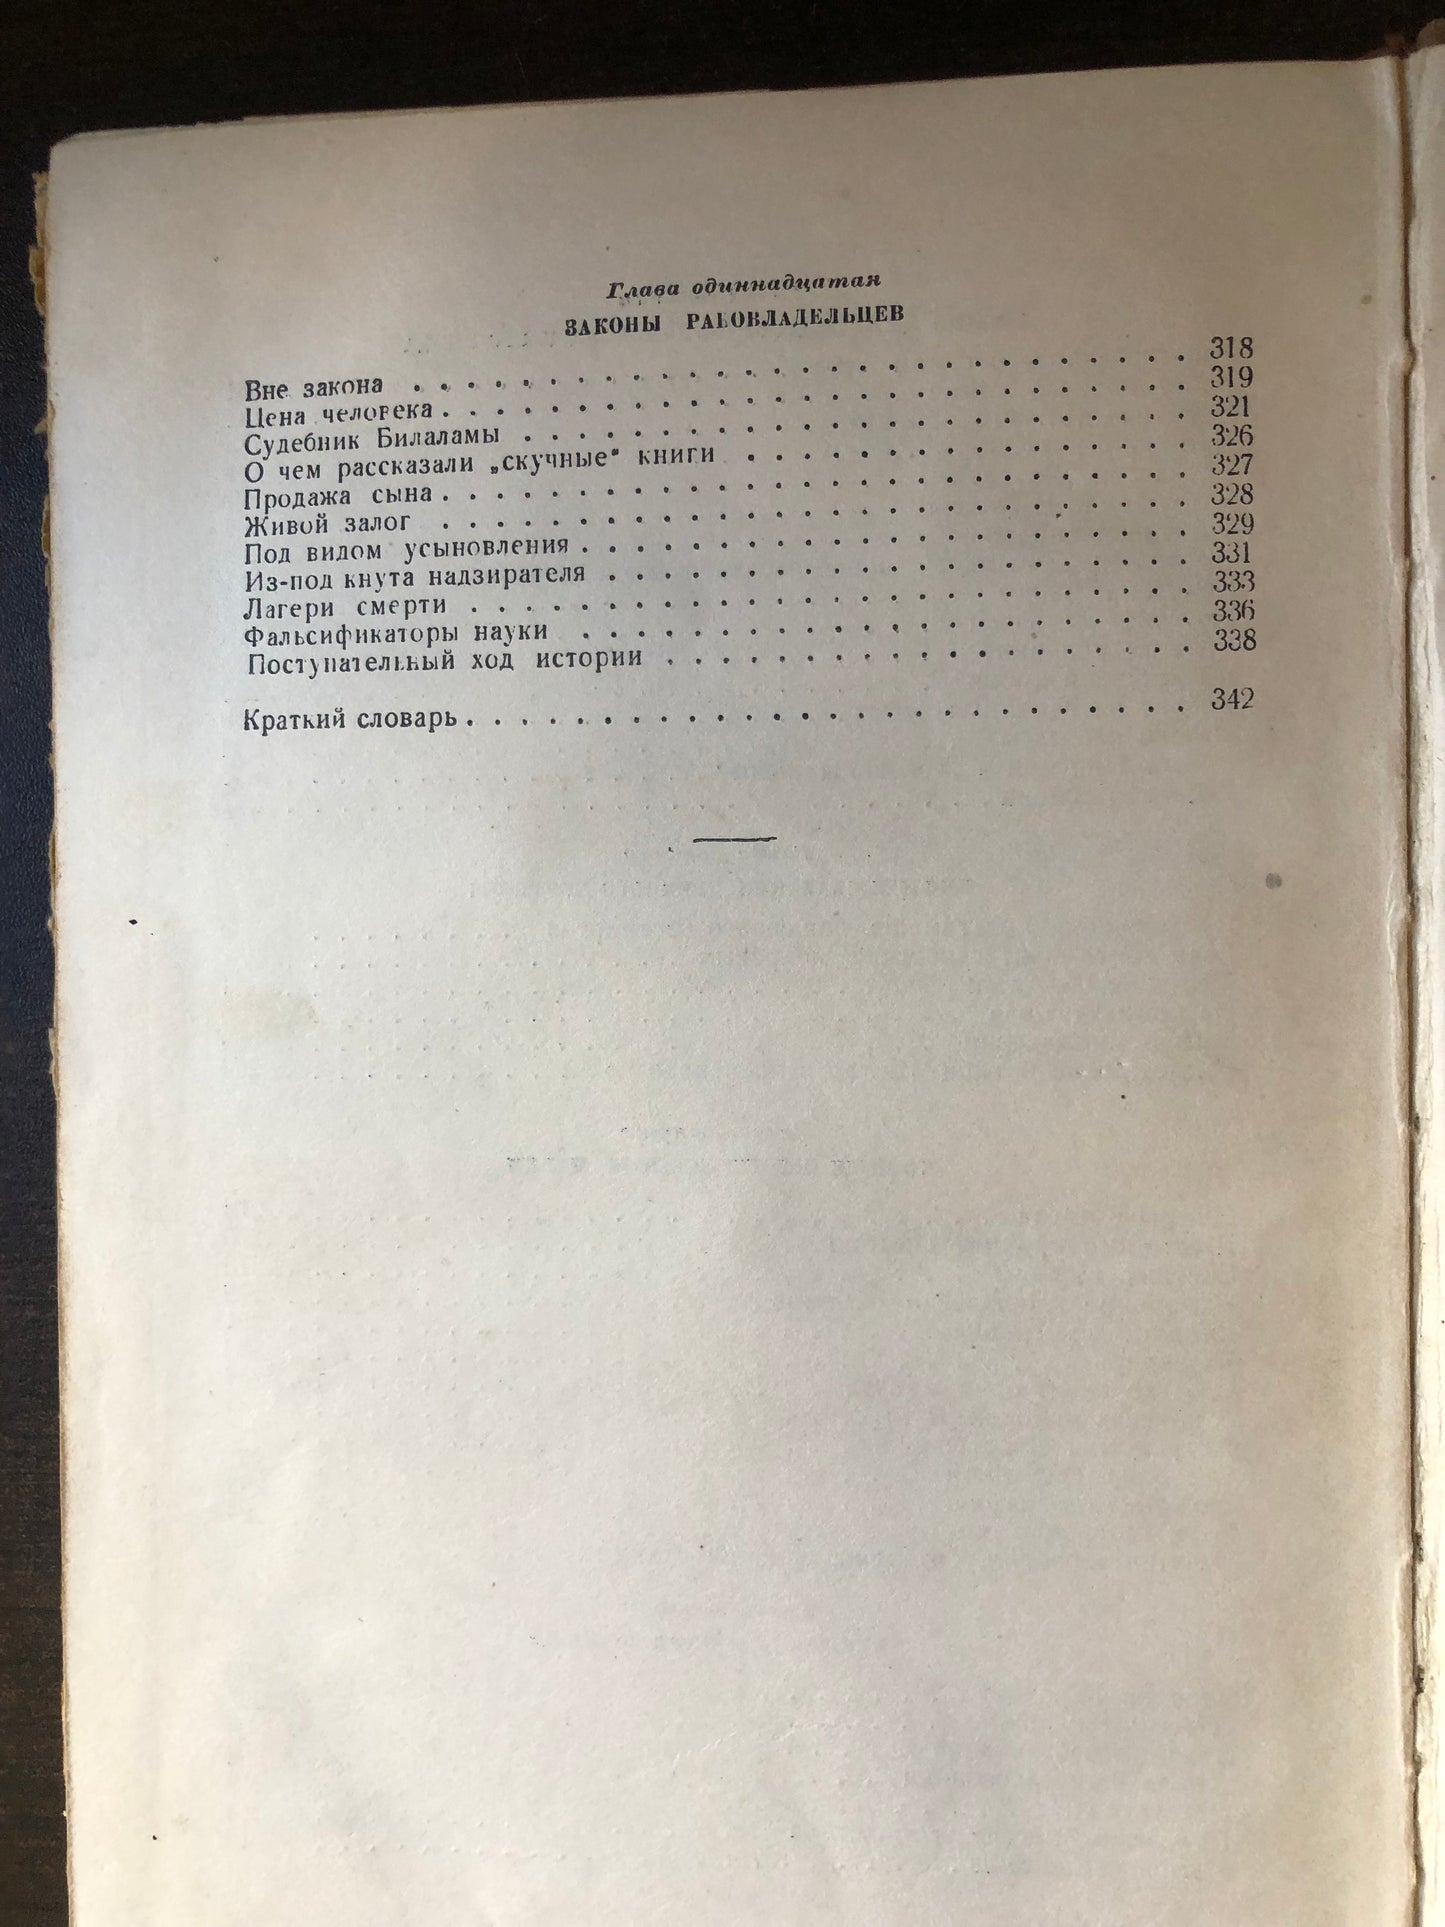 Глава одиннадцатая
ЗАКОНЫ РАБОВЛАДЕЛЬЦЕВ
Вне закона . . . . . . . . . . . . . . . . . . . . . . . . . . . . 318
Цена человека . . . . . . . . . . . . . . . . . . . . . . . . . . . 319
Судебник Билаламы . . . . . . . . . . . . . . . . . . . . . . . . 321
О чем рассказали „скучные“ книги . . . . . . . . . . . . . . . . 326
Продажа сына . . . . . . . . . . . . . . . . . . . . . . . . . . . 327
Живой залог . . . . . . . . . . . . . . . . . . . . . . . . . . . 328
Под видом усыновления . . . . . . . . . . . . . . . . . . . . . . 329
Из-под кнута надзирателя . . . . . . . . . . . . . . . . . . . . . 331
Лагери смерти . . . . . . . . . . . . . . . . . . . . . . . . . . 333
Фальсификаторы науки . . . . . . . . . . . . . . . . . . . . . . 336
Поступательный ход истории . . . . . . . . . . . . . . . . . . . 338
Краткий словарь . . . . . . . . . . . . . . . . . . . . . . . . . . 342